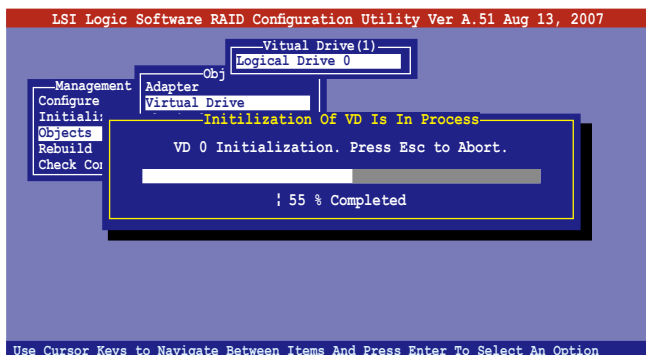 LSI Logic Software RAID Configuration Utility Ver A.51 Aug 13, 2007
Vitual Drive(1)
Logical Drive 0
Obj
Adapter
Virtual Drive
Management
Configure
Initializ
Objects
Rebuild
Check Con
Initilization Of VD Is In Process
VD 0 Initialization. Press Esc to Abort.
¦ 55 % Completed
Use Cursor Keys to Navigate Between Items And Press Enter To Select An Option